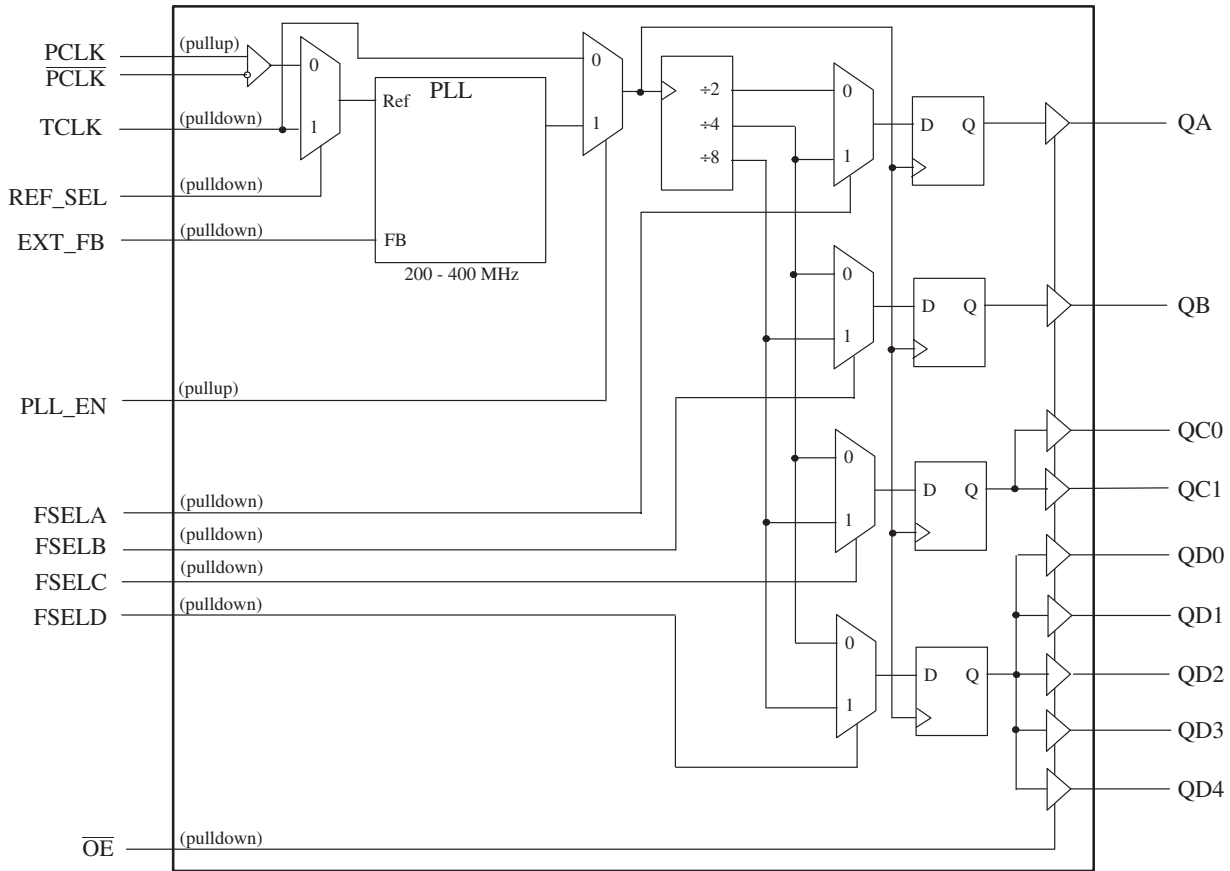 PCLK (pullup)
PCLK
TCLK (pulldown)
REF_SEL (pulldown)
EXT_FB (pulldown)
0
1
Ref PLL
FB
200 - 400 MHz
0
1
÷2
÷4
÷8
0
1
D Q
QA
0
1
D Q
QB
PLL_EN (pullup)
0
1
D Q
QC0
QC1
FSELA (pulldown)
FSELB (pulldown)
FSELC (pulldown)
FSELD (pulldown)
0
1
D Q
QD0
QD1
QD2
QD3
QD4
OE (pulldown)